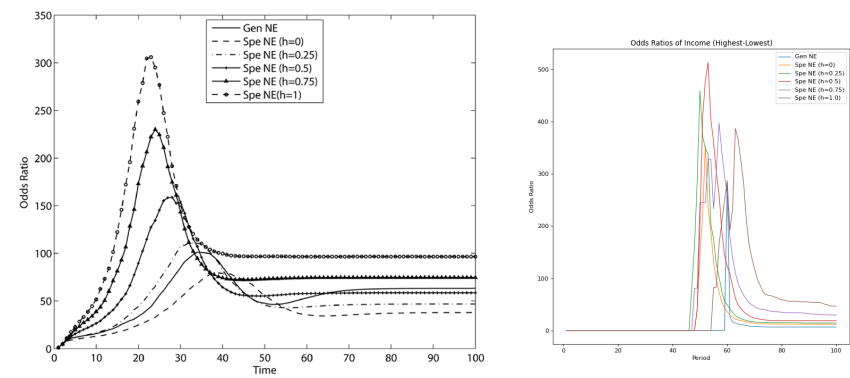 350
300
250
200
150
100
50
0
Odds Ratio
0 10 20 30 40 50 60 70 80 90 100
Time
Gen NE
Spe NE (h=0)
Spe NE (h=0.25)
Spe NE (h=0.5)
Spe NE (h=0.75)
Spe NE(h=1)
Odds Ratios of Income (Highest-Lowest)
500
400
300
200
100
0
Odds Ratio
0 20 40 60 80 100
Period
Gen NE
Spe NE (h=0)
Spe NE (h=0.25)
Spe NE (h=0.5)
Spe NE (h=0.75)
Spe NE (h=1.0)